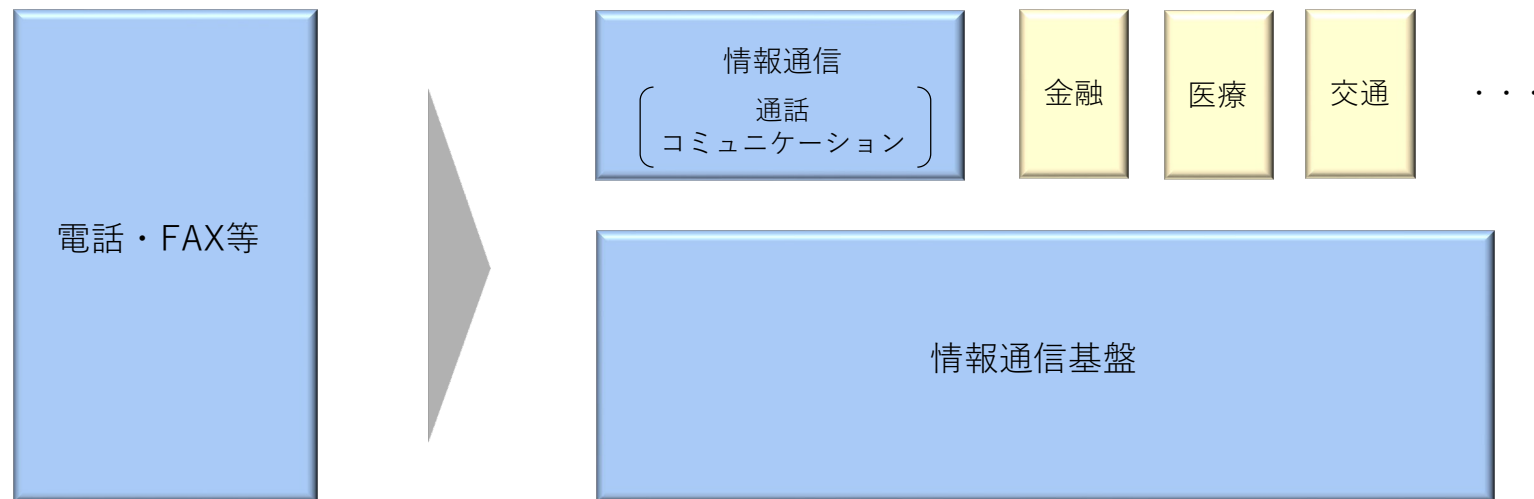 電話・FAX等
情報通信
通話
コミュニケーション
金融
医療
交通
・・・
情報通信基盤